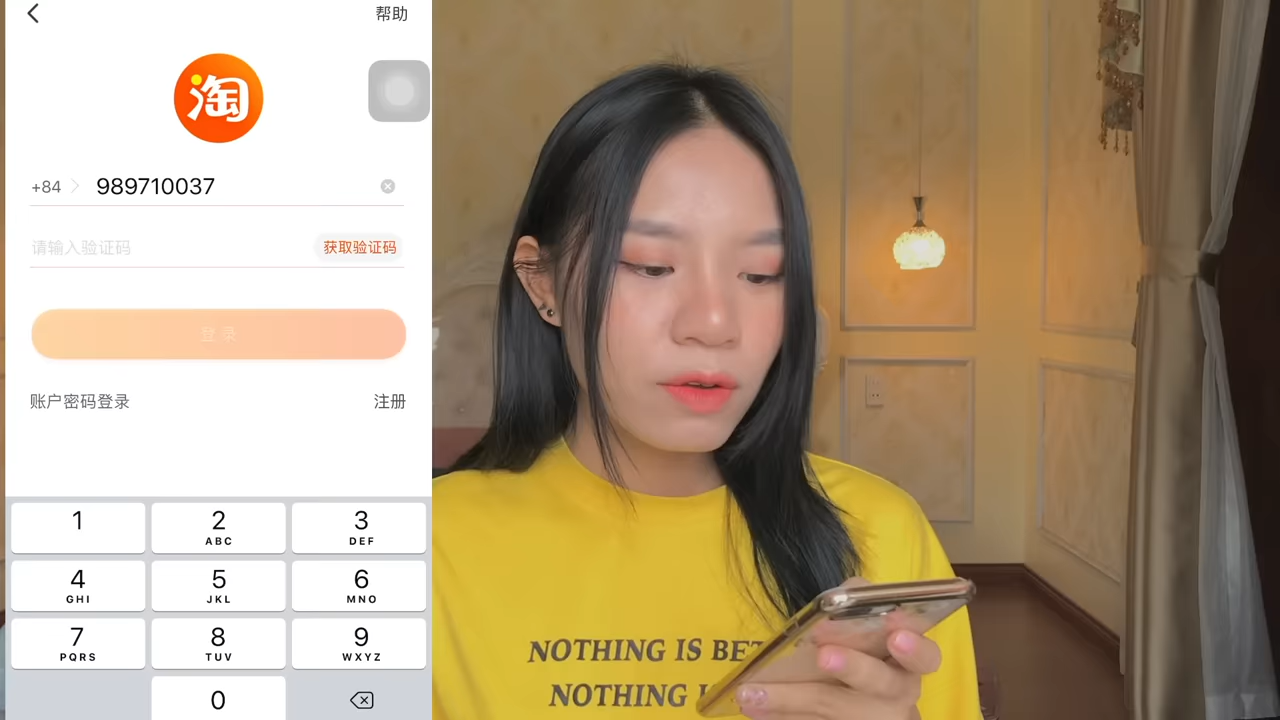 帮助
淘
+84 989710037
请输入验证码 获取验证码
登录
账户密码登录 注册
1 2 3
ABC DEF
4 5 6
GHI JKL MNO
7 8 9
PQRS TUV WXYZ
0
NOTHING IS
NOTHING